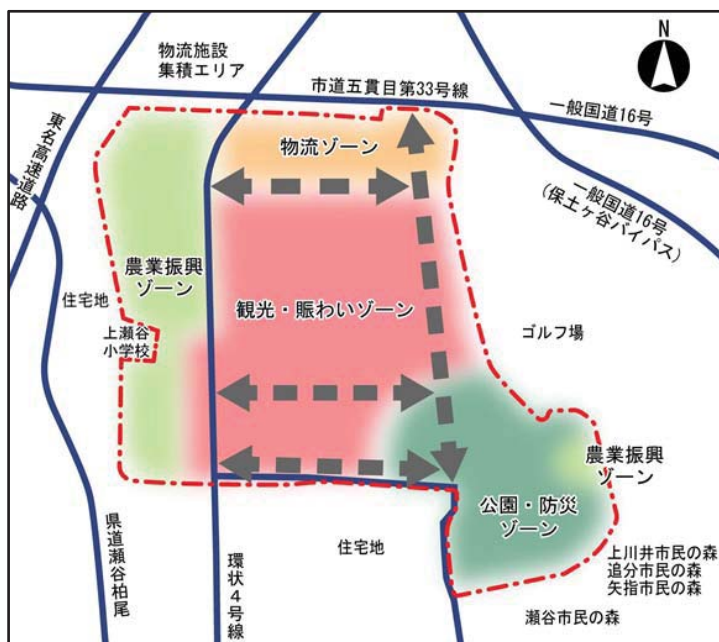 物流施設
集積エリア
N
市道五貫目第33号線
一般国道16号
東名高速道路
物流ゾーン
一般国道16号
(保土ヶ谷バイパス)
農業振興
ゾーン
住宅地
観光・賑わいゾーン
上瀬谷
小学校
ゴルフ場
農業振興
ゾーン
公園・防災
ゾーン
県道瀬谷柏尾
環状4号線
住宅地
上川井市民の森
追分市民の森
矢指市民の森
瀬谷市民の森